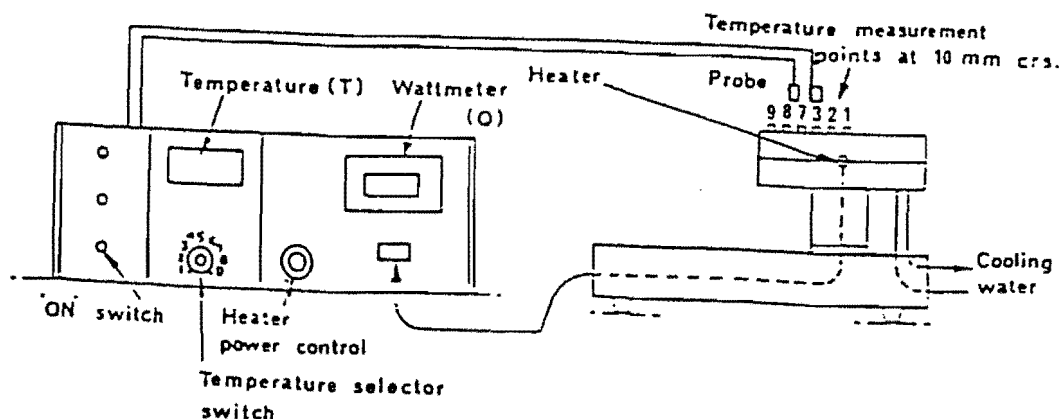 Temperature measurement
points at 10 mm crs.
Heater
Probe
Temperature (T)
Wattmeter
(O)
9 8 7 3 2 1
Cooling
water
"ON" switch
Heater
power control
Temperature selector
switch